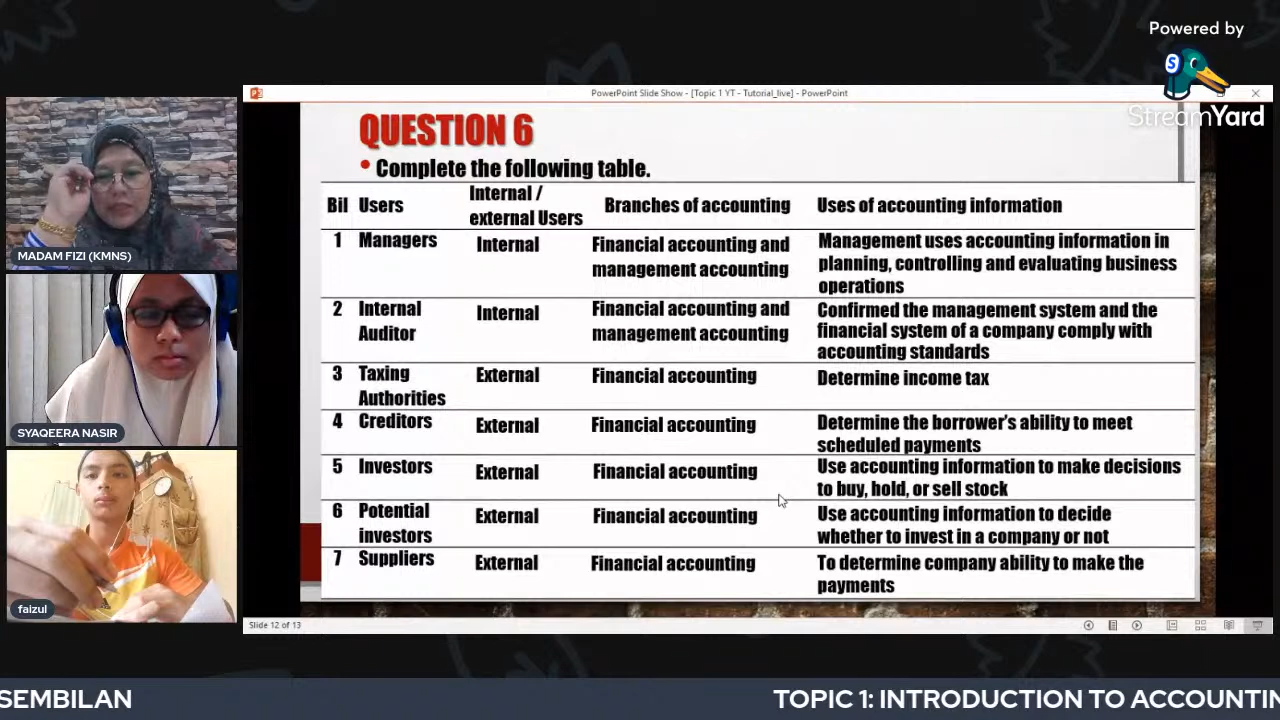 Powered by
S
StreamYard
PowerPoint Slide Show - [Topic 1 YT - Tutorial_live] - PowerPoint
MADAM FIZI (KMNS)
SYAQEERA NASIR
faizul
QUESTION 6
• Complete the following table.
Bil Users Internal / external Users Branches of accounting Uses of accounting information
1 Managers Internal Financial accounting and management accounting Management uses accounting information in planning, controlling and evaluating business operations
2 Internal Auditor Internal Financial accounting and management accounting Confirmed the management system and the financial system of a company comply with accounting standards
3 Taxing Authorities External Financial accounting Determine income tax
4 Creditors External Financial accounting Determine the borrower's ability to meet scheduled payments
5 Investors External Financial accounting Use accounting information to make decisions to buy, hold, or sell stock
6 Potential investors External Financial accounting Use accounting information to decide whether to invest in a company or not
7 Suppliers External Financial accounting To determine company ability to make the payments
Slide 12 of 13
SEMBILAN TOPIC 1: INTRODUCTION TO ACCOUNTIN